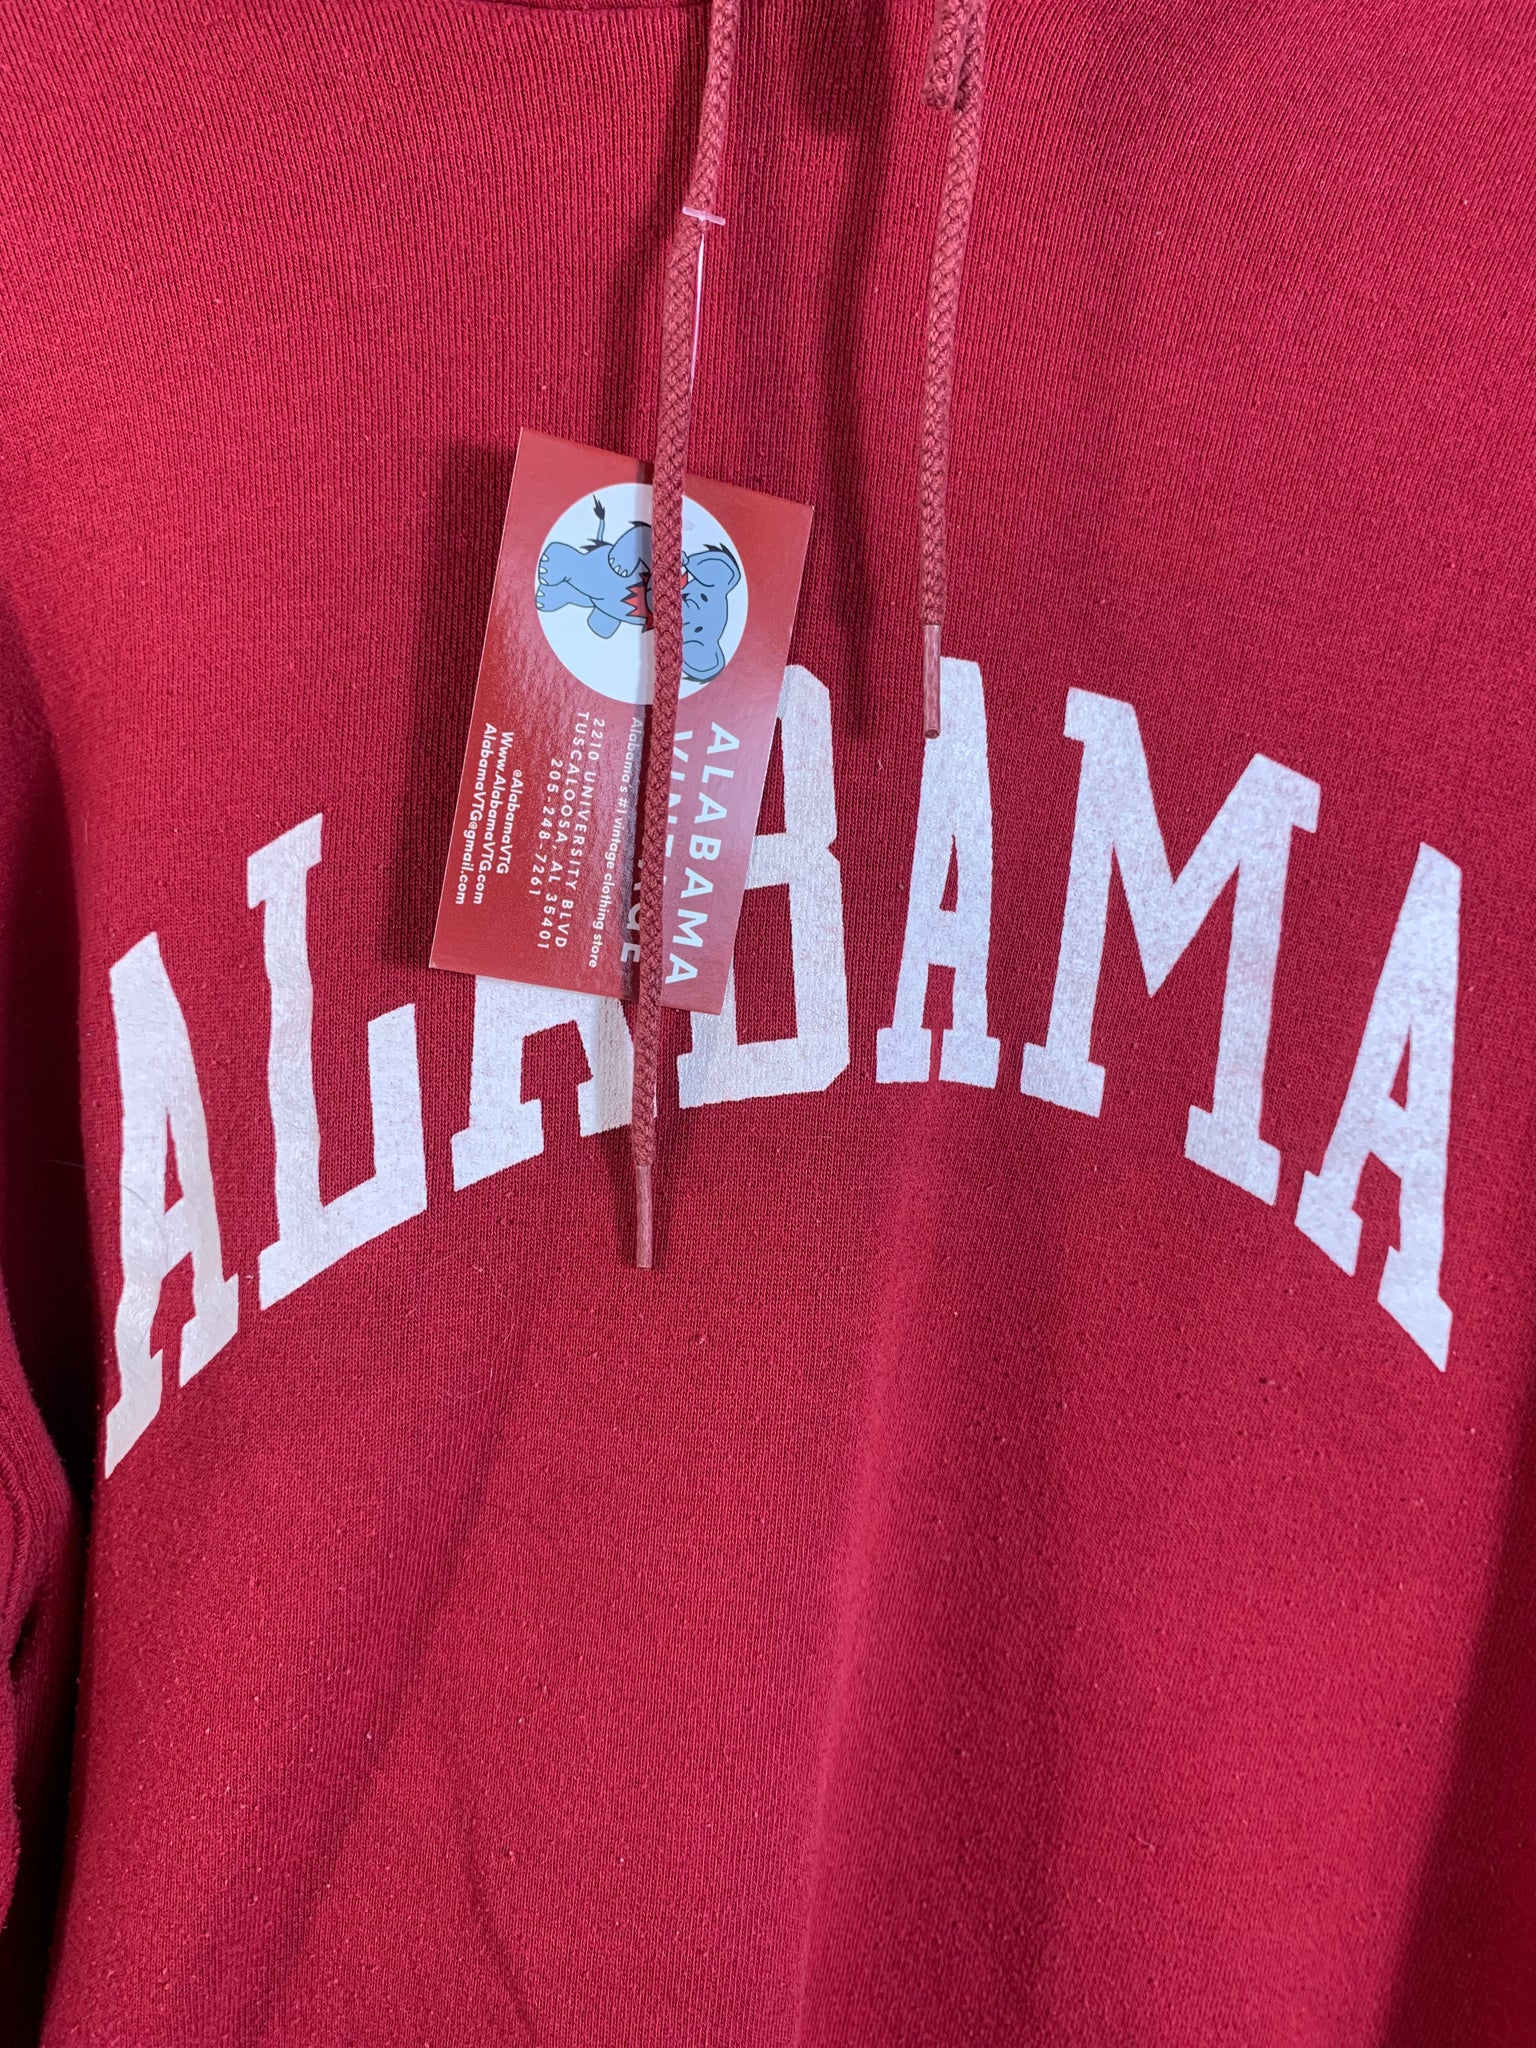 ALABAMA
ALABAMA
Alabama's #1 vintage clothing store
2210 UNIVERSITY BLVD
TUSCALOOSA, AL 35401
205-248-7261
@AlabamaVTG
Www.AlabamaVTG.com
AlabamaVTG@gmail.com